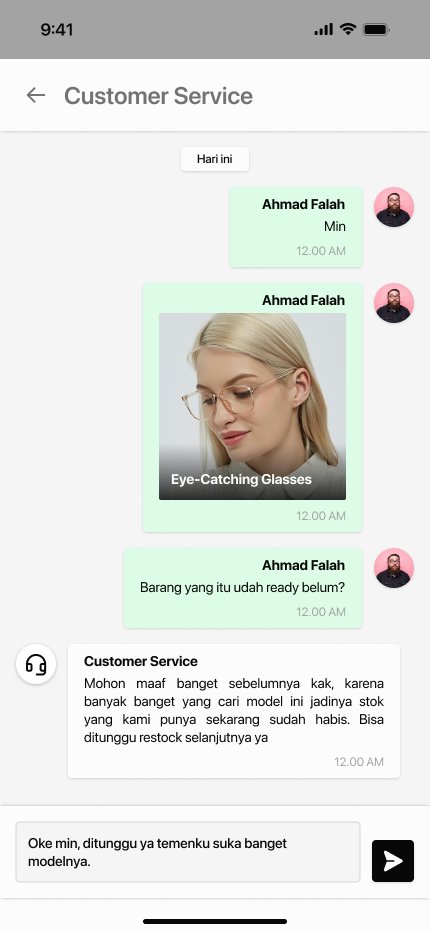 9:41
Customer Service
Hari ini
Ahmad Falah
Min
12.00 AM
Ahmad Falah
Eye-Catching Glasses
12.00 AM
Ahmad Falah
Barang yang itu udah ready belum?
12.00 AM
Customer Service
Mohon maaf banget sebelumnya kak, karena
banyak banget yang cari model ini jadinya stok
yang kami punya sekarang sudah habis. Bisa
ditunggu restock selanjutnya ya
12.00 AM
Oke min, ditunggu ya temenku suka banget
modelnya.